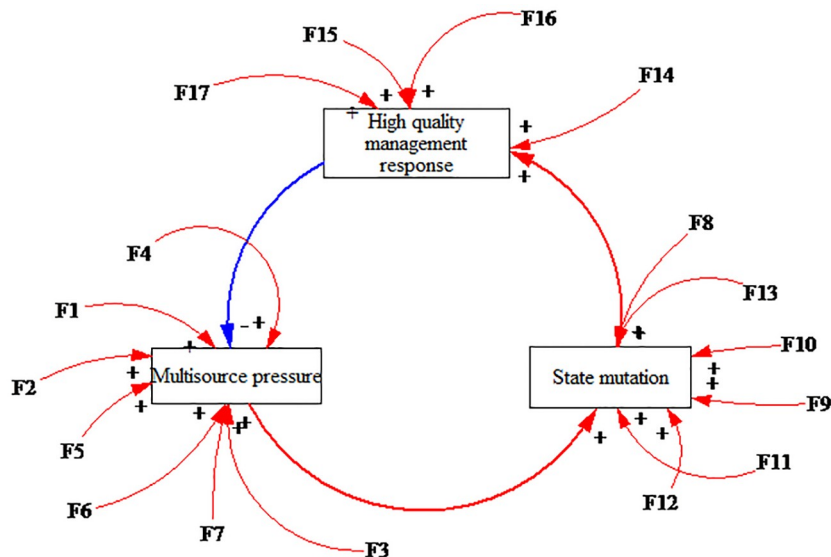 F16
F15
F17
F14
+
+
+
+
High quality
management
response
+
F8
F4
F13
F1
-
+
+
+
F10
F2
+
Multisource pressure
State mutation
+
+
F9
+
+
+
+
+
+
+
F5
F11
F6
F12
F7
F3